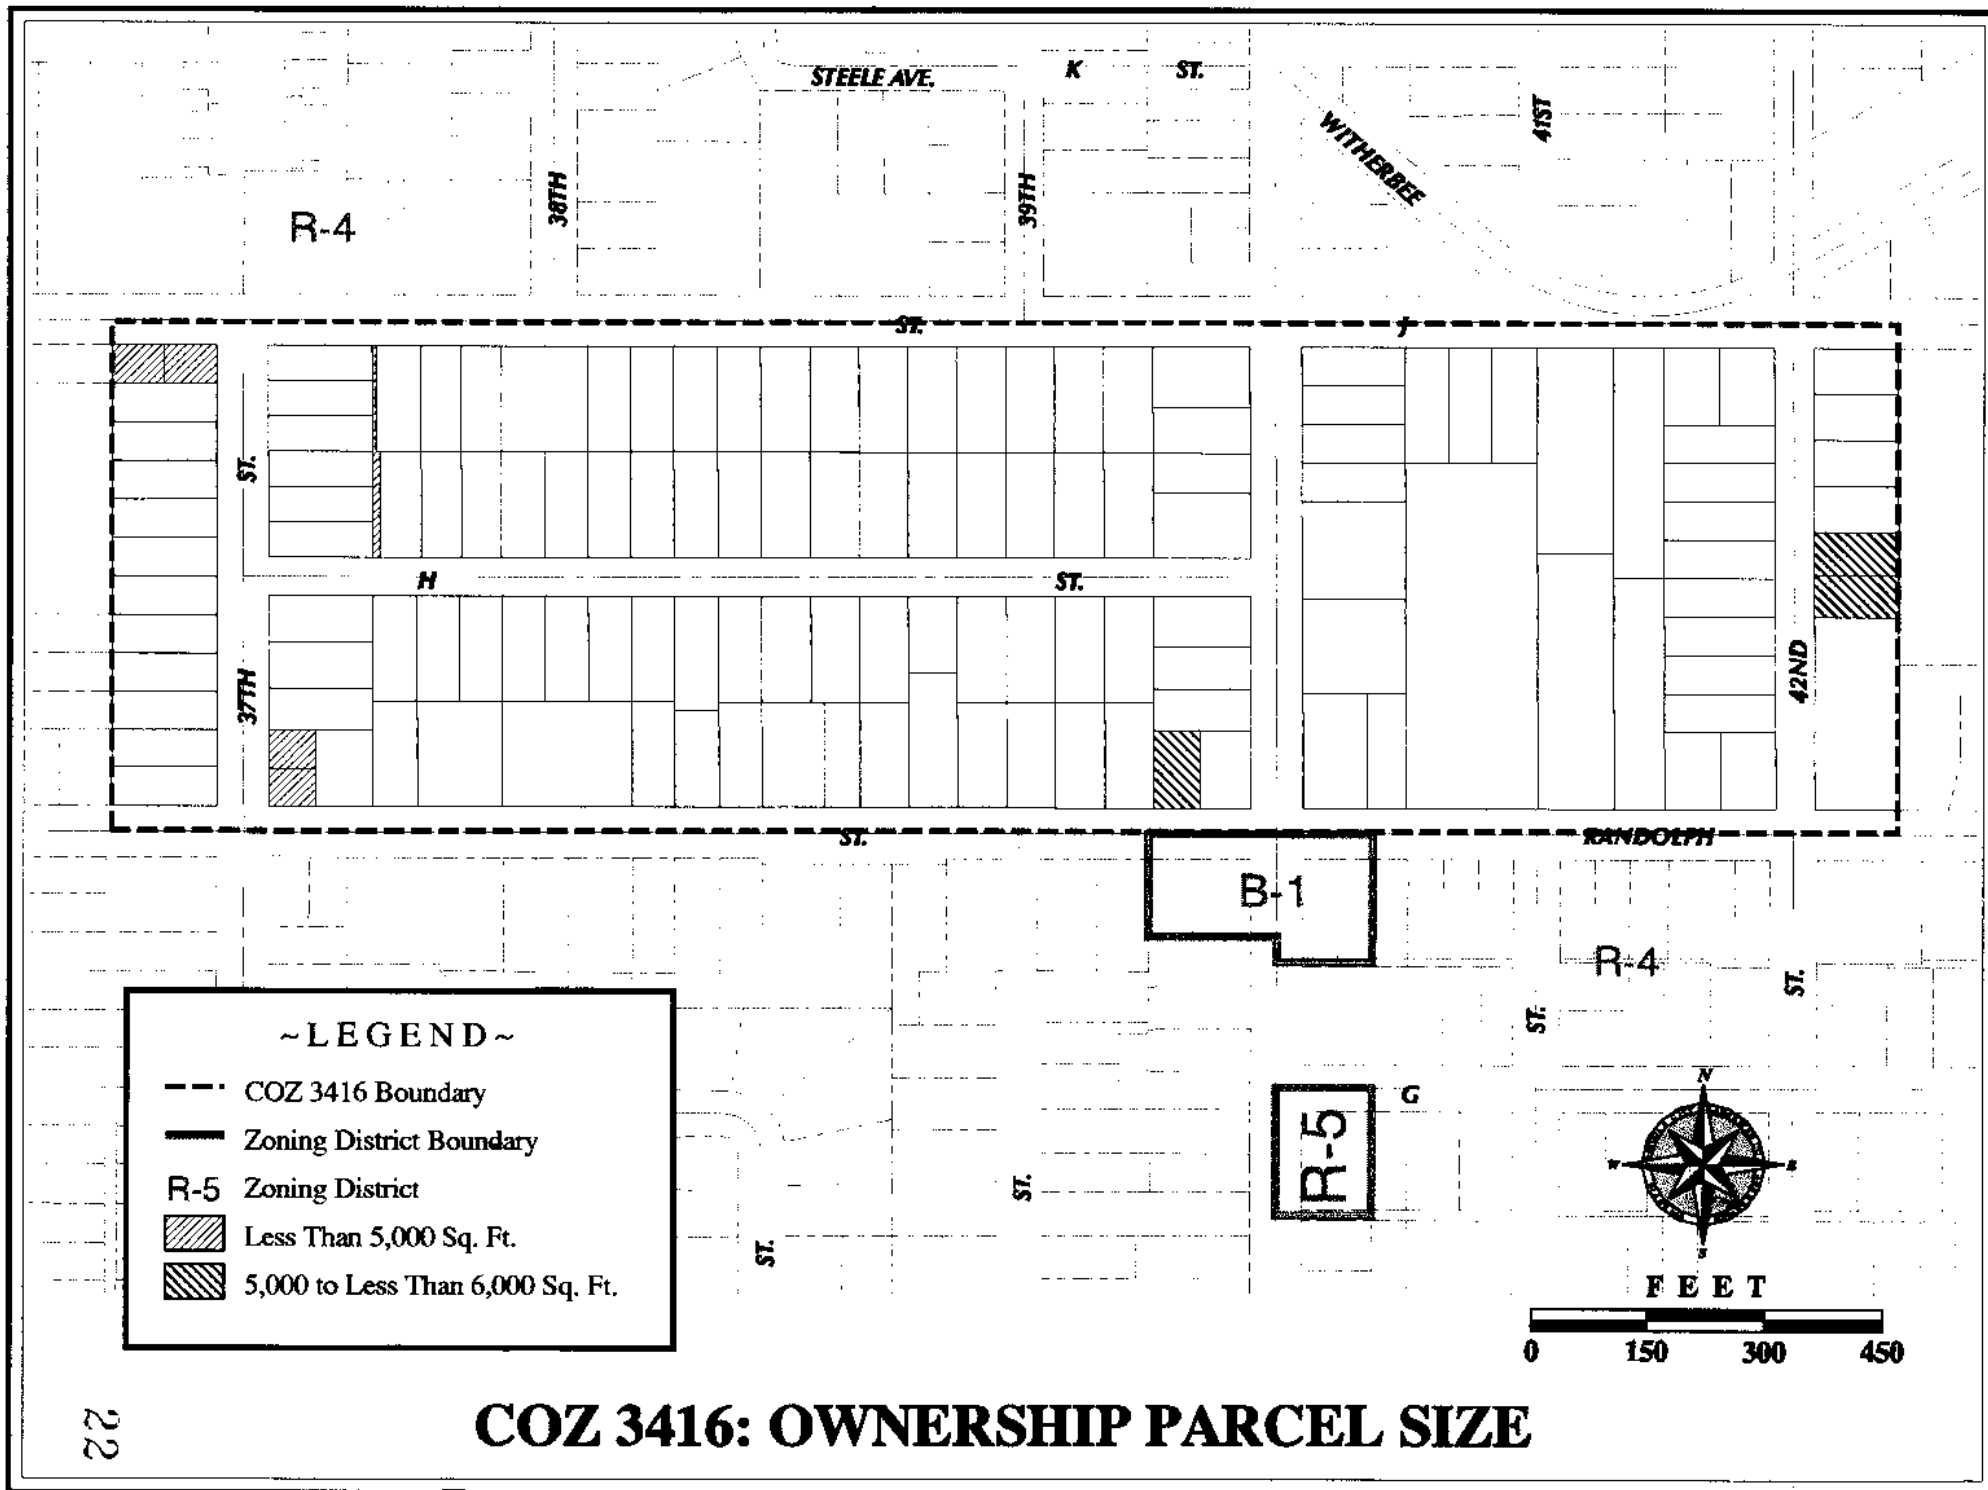 STEELE AVE.
K
ST.
41ST
WITHERBEE
38TH
39TH
R-4
ST.
J
ST.
H
ST.
37TH
42ND
ST.
RANDOLPH
B-1
R-4
ST.
ST.
~LEGEND~
COZ 3416 Boundary
Zoning District Boundary
R-5 Zoning District
Less Than 5,000 Sq. Ft.
5,000 to Less Than 6,000 Sq. Ft.
G
R-5
ST.
ST.
N
W
E
S
FEET
0 150 300 450
COZ 3416: OWNERSHIP PARCEL SIZE
22